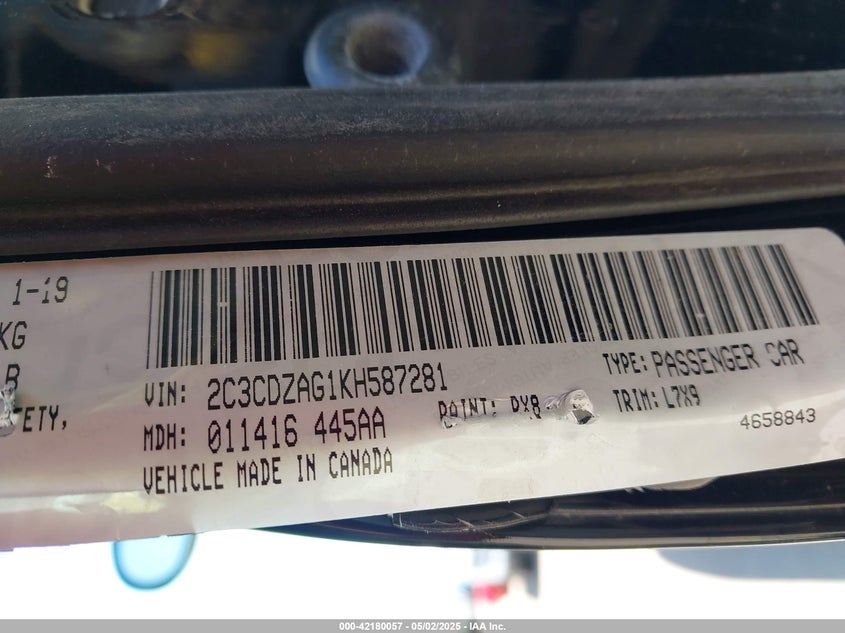 1-19
KG
B
ETY,
VIN: 2C3CDZAG1KH587281
TYPE: PASSENGER CAR
MDH: 011416 445AA
PAINT: PX8
TRIM: L7X9
VEHICLE MADE IN CANADA
4658843
000-42180057 - 05/02/2025 - IAA Inc.